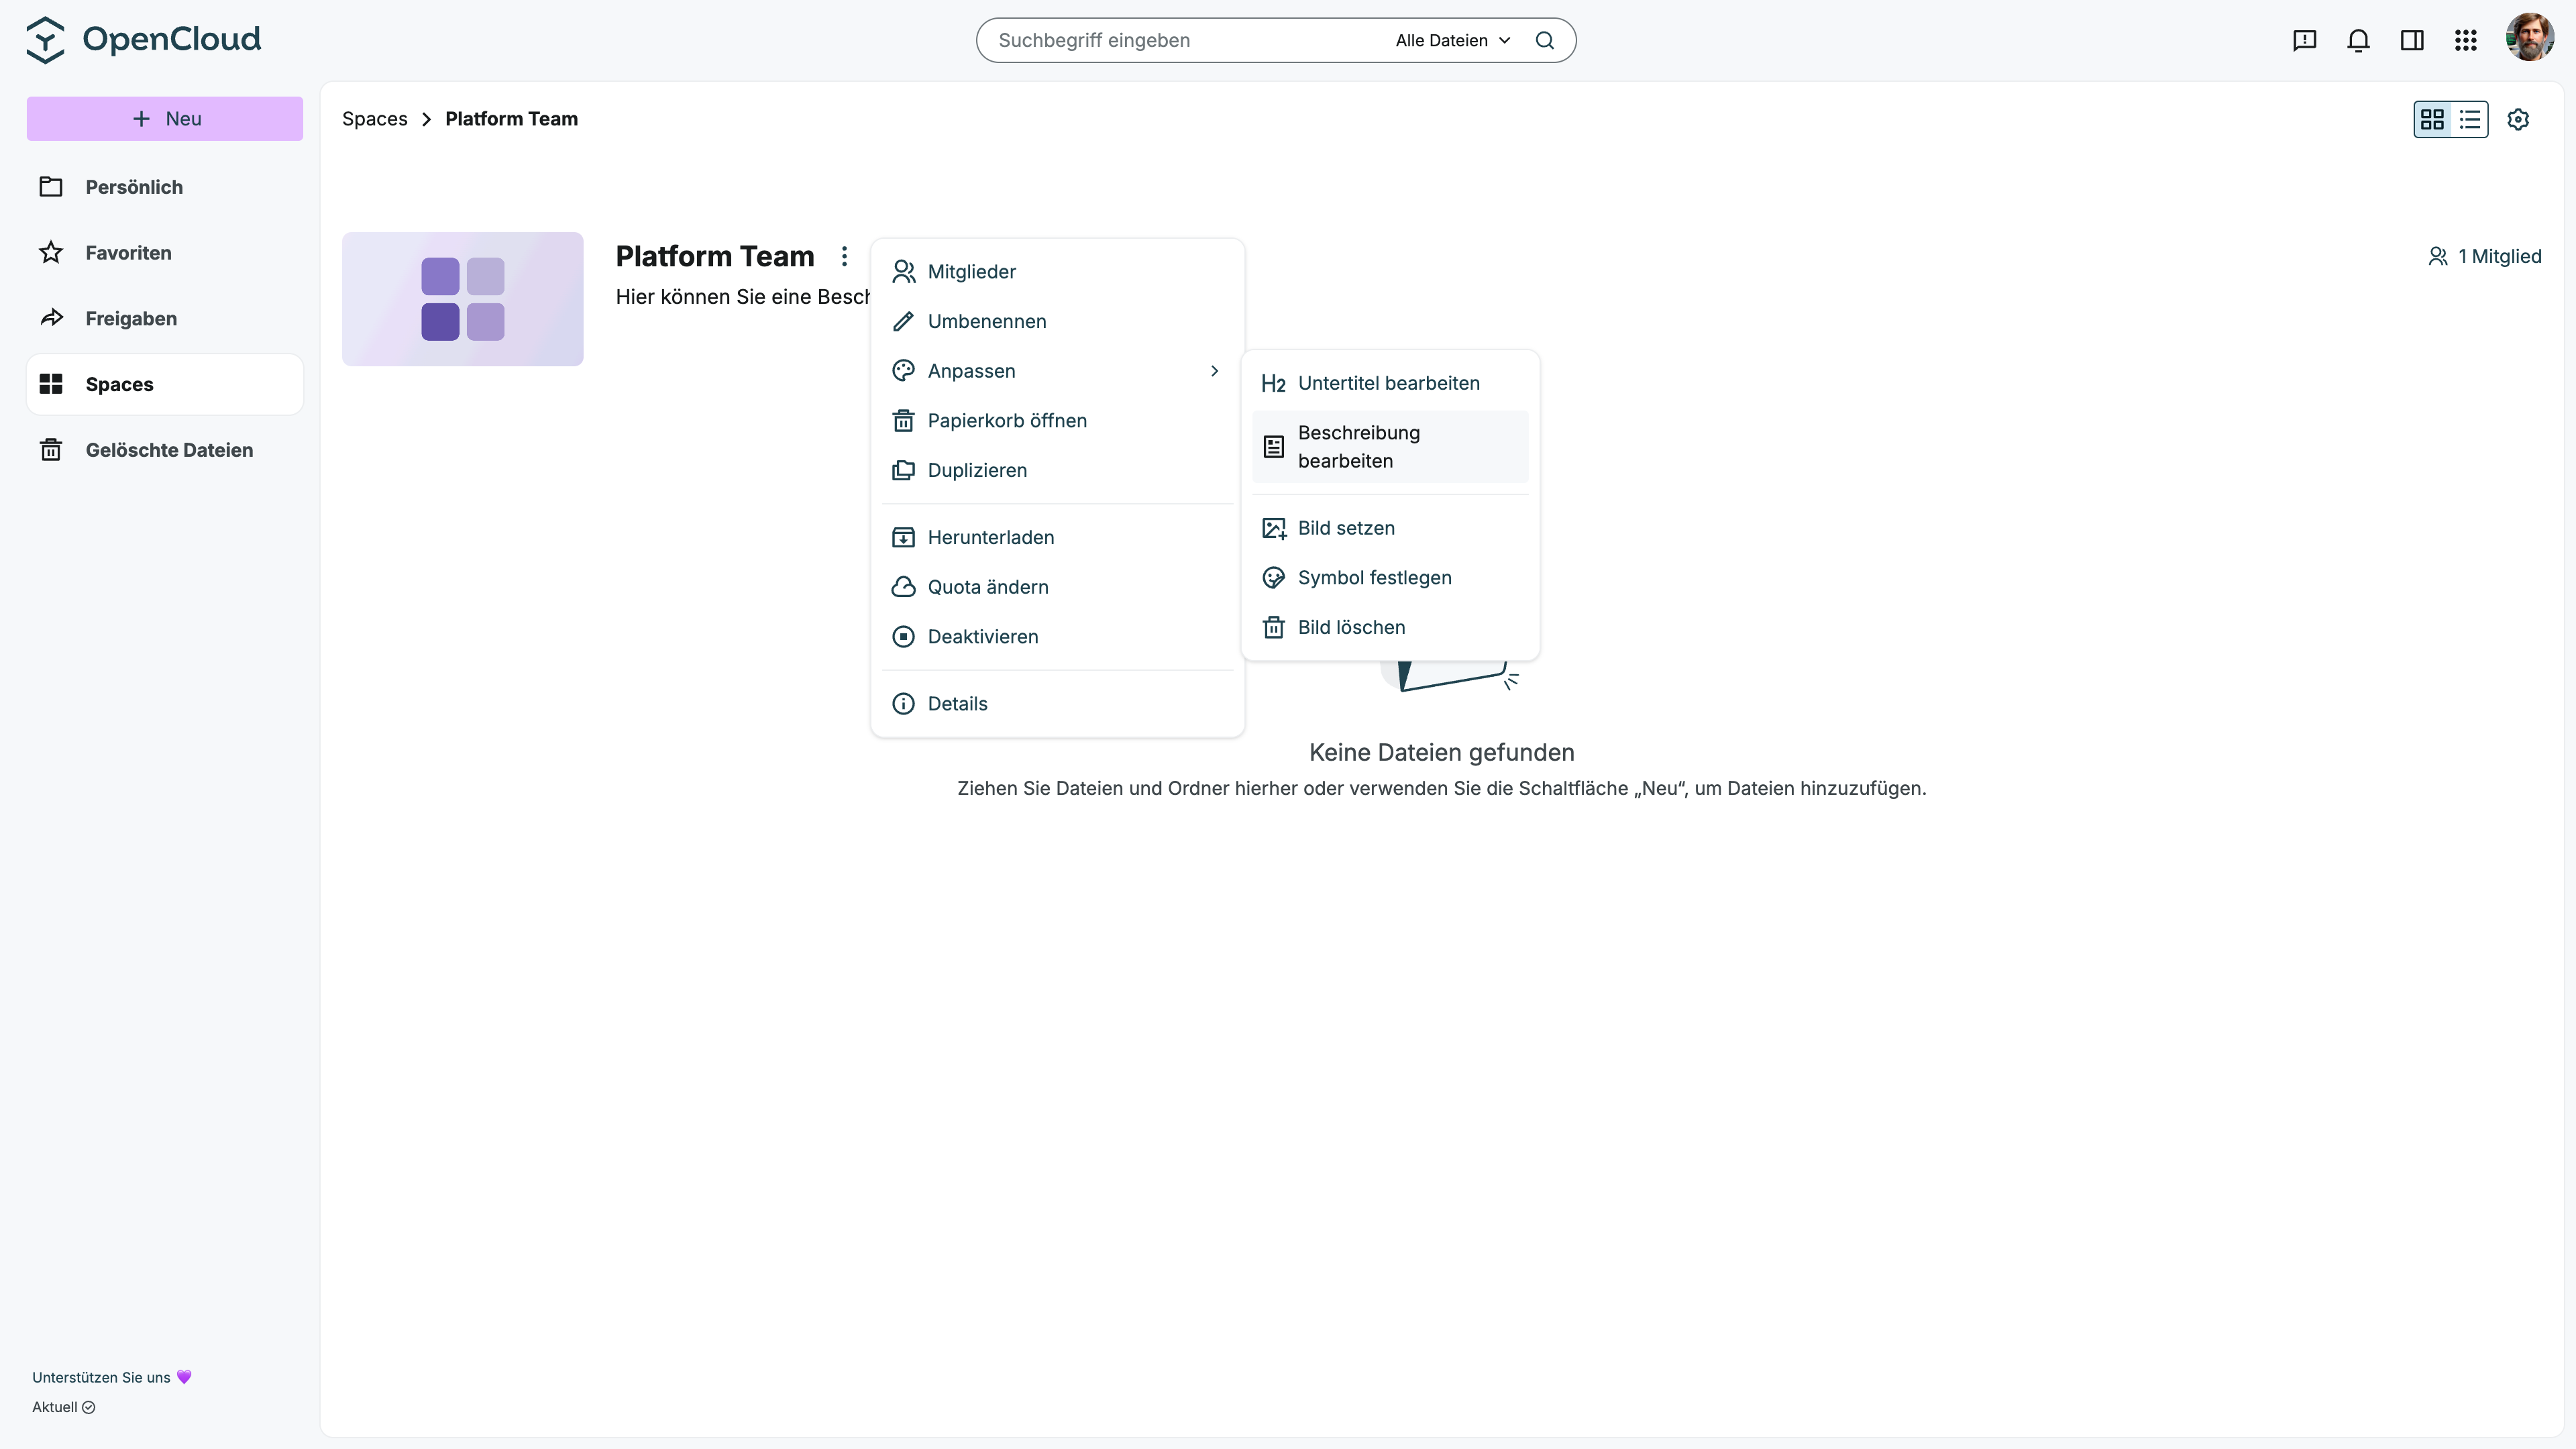 OpenCloud
Suchbegriff eingeben
Alle Dateien
Neu
Spaces
Platform Team
Persönlich
Favoriten
Freigaben
Spaces
Gelöschte Dateien
Platform Team
1 Mitglied
Hier können Sie eine Besch
Mitglieder
Umbenennen
Anpassen
Papierkorb öffnen
Duplizieren
Herunterladen
Quota ändern
Deaktivieren
Details
H2 Untertitel bearbeiten
Beschreibung
bearbeiten
Bild setzen
Symbol festlegen
Bild löschen
Keine Dateien gefunden
Ziehen Sie Dateien und Ordner hierher oder verwenden Sie die Schaltfläche „Neu“, um Dateien hinzuzufügen.
Unterstützen Sie uns 💜
Aktuell